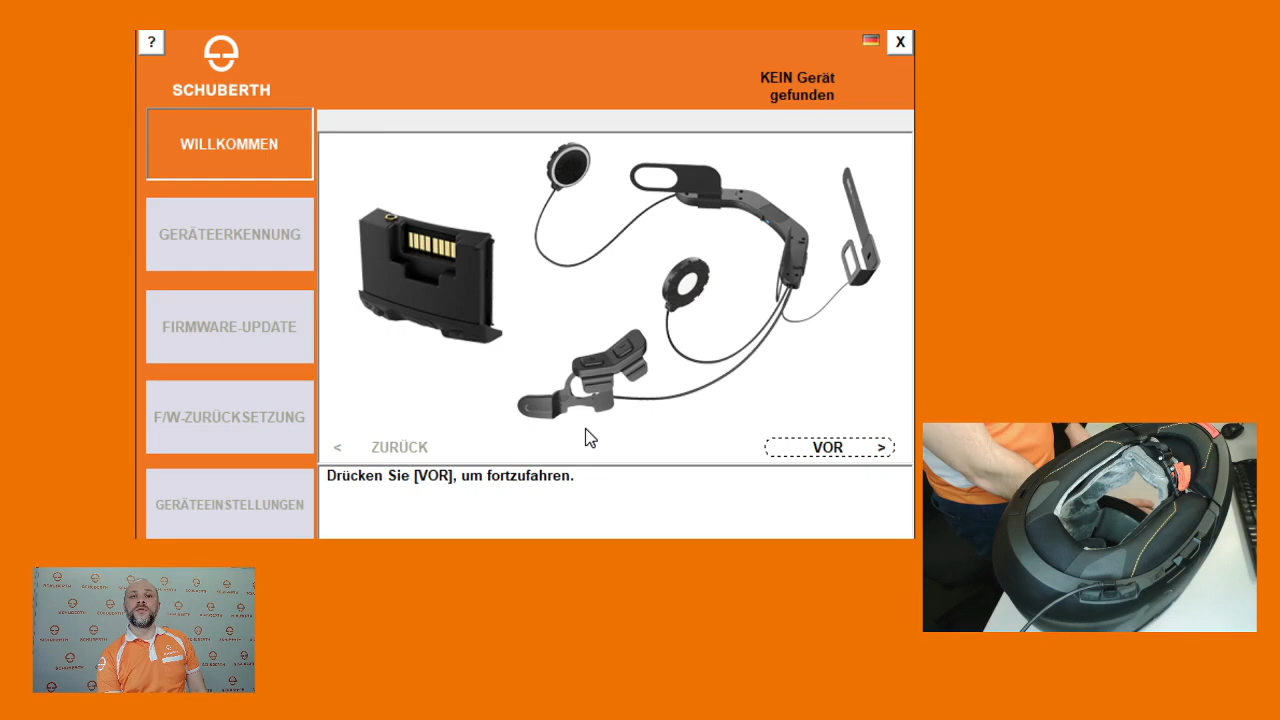 ?
SCHUBERTH
X
KEIN Gerät
gefunden
WILLKOMMEN
GERÄTEERKENNUNG
FIRMWARE-UPDATE
F/W-ZURÜCKSETZUNG
GERÄTEEINSTELLUNGEN
< ZURÜCK
VOR >
Drücken Sie [VOR], um fortzufahren.